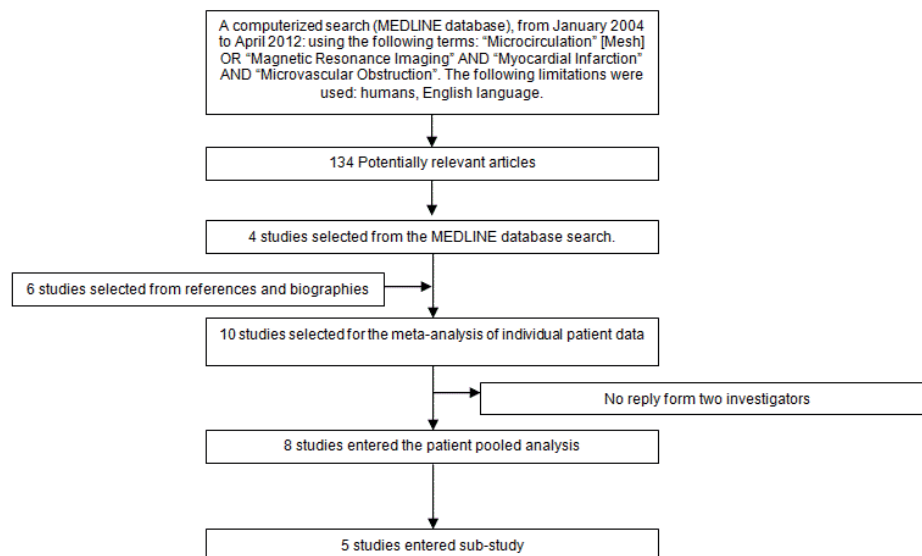 A computerized search (MEDLINE database), from January 2004
to April 2012: using the following terms: “Microcirculation” [Mesh]
OR “Magnetic Resonance Imaging” AND “Myocardial Infarction”
AND “Microvascular Obstruction”. The following limitations were
used: humans, English language.
134 Potentially relevant articles
4 studies selected from the MEDLINE database search.
6 studies selected from references and biographies
10 studies selected for the meta-analysis of individual patient data
No reply form two investigators
8 studies entered the patient pooled analysis
5 studies entered sub-study